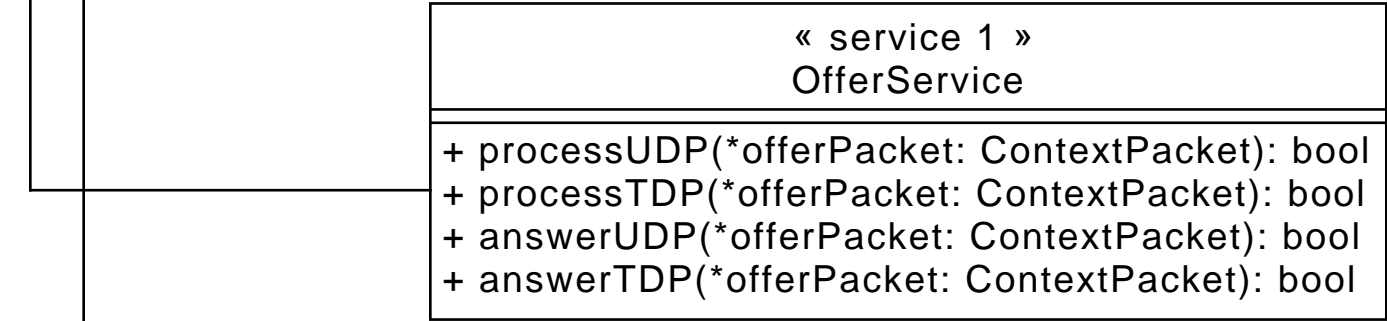 « service 1 »
OfferService
+ processUDP(*offerPacket: ContextPacket): bool
+ processTDP(*offerPacket: ContextPacket): bool
+ answerUDP(*offerPacket: ContextPacket): bool
+ answerTDP(*offerPacket: ContextPacket): bool